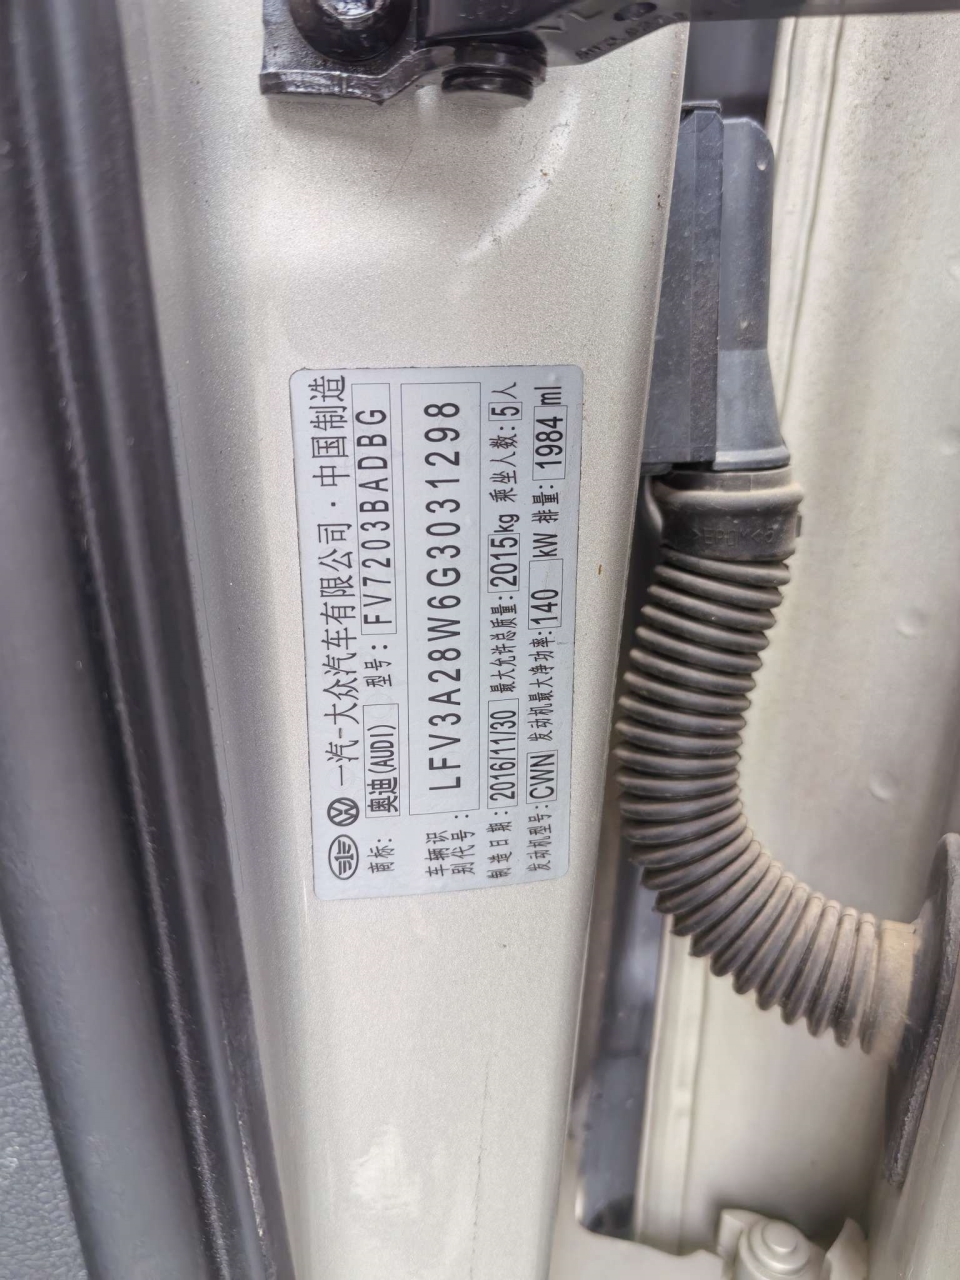 一汽-大众汽车有限公司·中国制造
商标: 奥迪(AUDI) 型号: FV7203BADBG
车辆识别代号: LFV3A28W6G3031298
制造日期: 2016/11/30 最大允许总质量: 2015kg 乘坐人数: 5人
发动机型号: CWN 发动机最大净功率: 140 kW 排量: 1984 ml